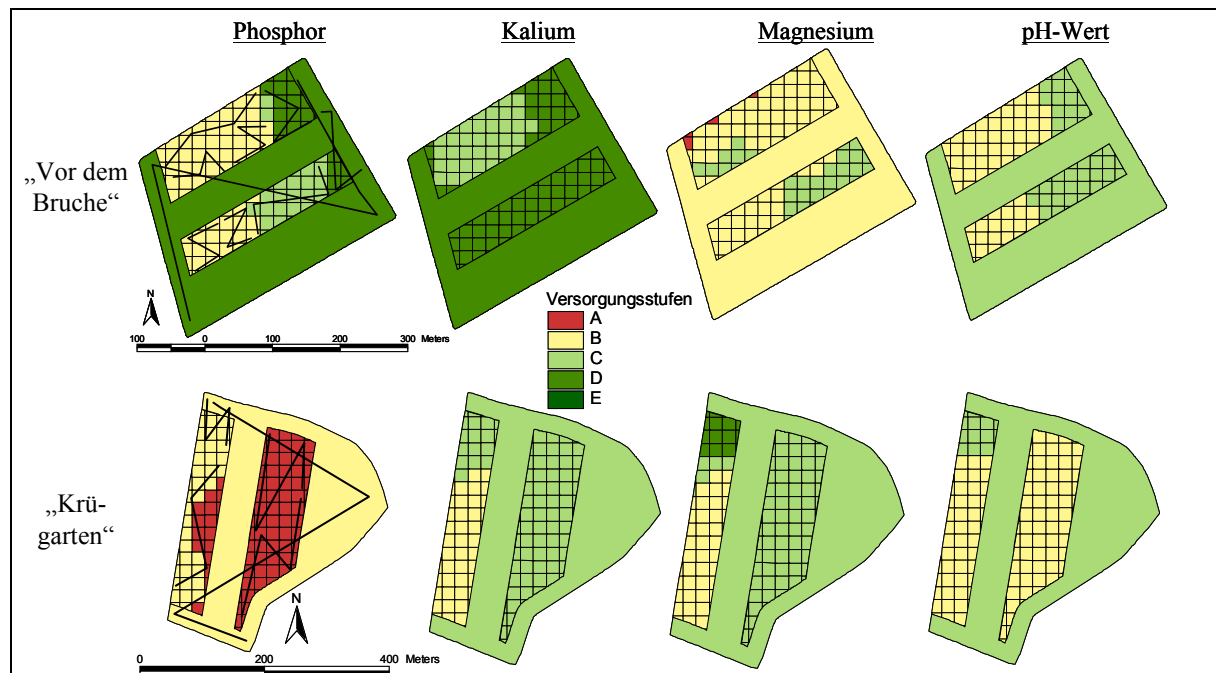 Phosphor Kalium Magnesium pH-Wert
„Vor dem
Bruche“
N
100 0 100 200 300 Meters
Versorgungsstufen
A
B
C
D
E
„Krü-
garten“
N
0 200 400 Meters